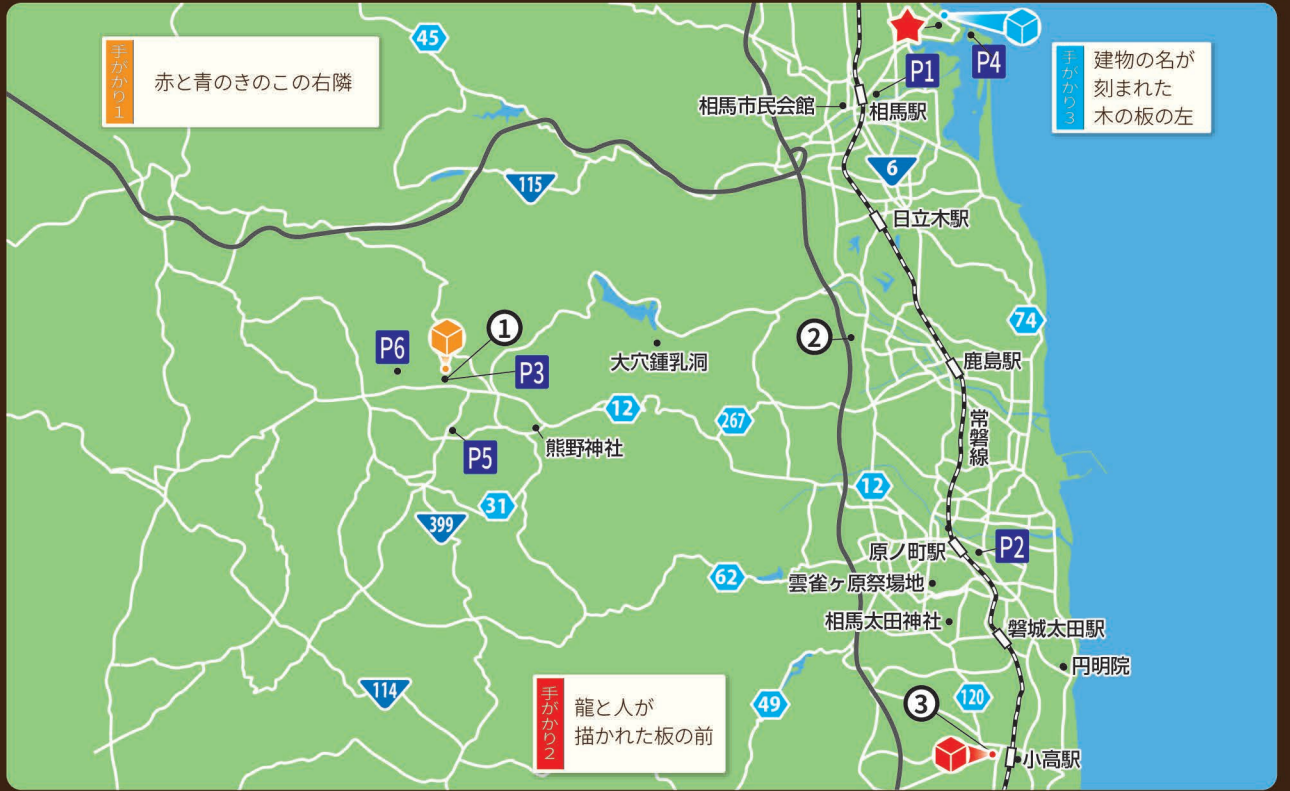 手がかり1
赤と青のきのこの右隣
45
115
相馬市民会館
相馬駅
P1
P4
手がかり3
建物の名が
刻まれた
木の板の左
6
日立木駅
74
①
②
P6
P3
大穴鍾乳洞
鹿島駅
12
267
常磐線
熊野神社
P5
31
399
12
原ノ町駅
P2
62
雲雀ヶ原祭場地
相馬太田神社
磐城太田駅
円明院
114
手がかり2
龍と人が
描かれた板の前
49
③
120
小高駅